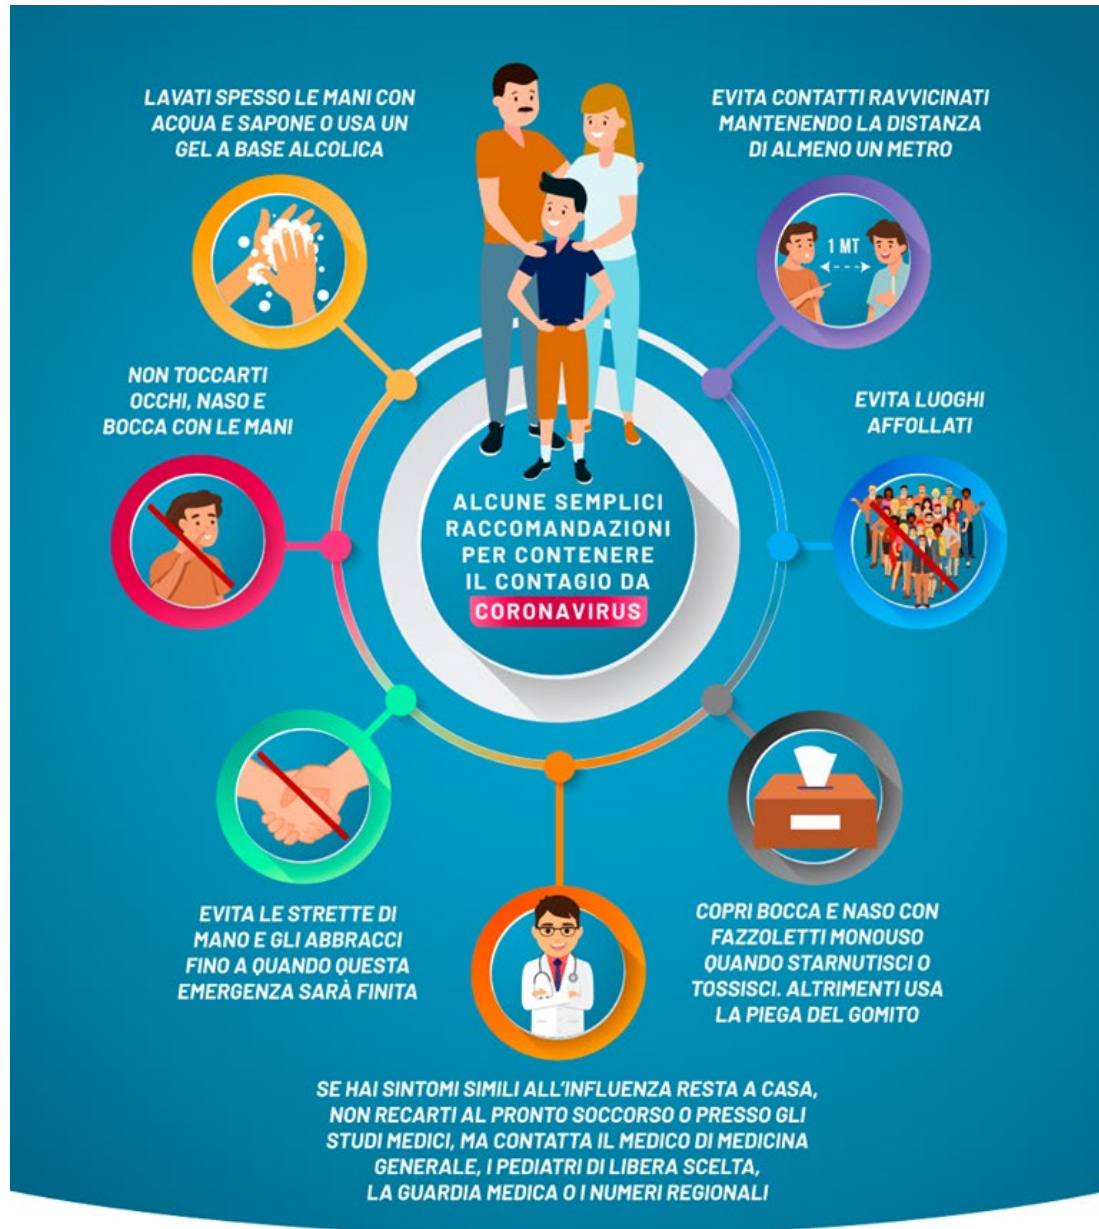 LAVATI SPESSO LE MANI CON
ACQUA E SAPONE O USA UN
GEL A BASE ALCOLICA
EVITA CONTATTI RAVVICINATI
MANTENENDO LA DISTANZA
DI ALMENO UN METRO
1 MT
NON TOCCARTI
OCCHI, NASO E
BOCCA CON LE MANI
EVITA LUOGHI
AFFOLLATI
ALCUNE SEMPLICI
RACCOMANDAZIONI
PER CONTENERE
IL CONTAGIO DA
CORONAVIRUS
EVITA LE STRETTE DI
MANO E GLI ABBRACCI
FINO A QUANDO QUESTA
EMERGENZA SARÀ FINITA
COPRI BOCCA E NASO CON
FAZZOLETTI MONOUSO
QUANDO STARNUTISCI O
TOSSISCI. ALTRIMENTI USA
LA PIEGA DEL GOMITO
SE HAI SINTOMI SIMILI ALL'INFLUENZA RESTA A CASA,
NON RECARTI AL PRONTO SOCCORSO O PRESSO GLI
STUDI MEDICI, MA CONTATTA IL MEDICO DI MEDICINA
GENERALE, I PEDIATRI DI LIBERA SCELTA,
LA GUARDIA MEDICA O I NUMERI REGIONALI